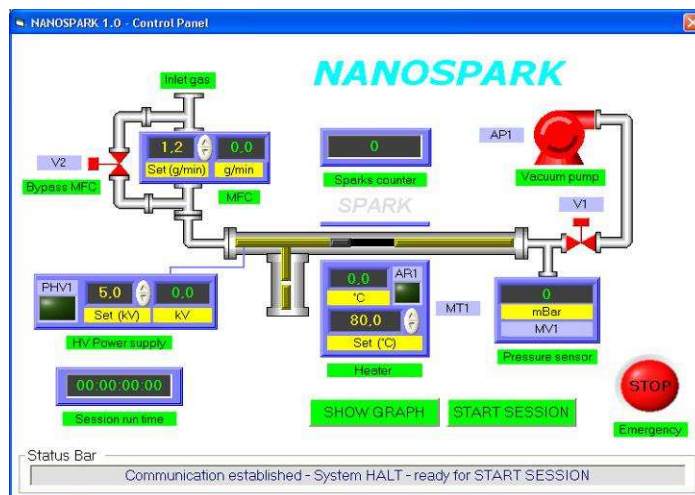 NANOSPARK 1.0 - Control Panel
NANOSPARK
Inlet gas
AP1
V2
Bypass MFC
1,2
0,0
Set (g/min)
g/min
MFC
0
Sparks counter
Vacuum pump
V1
SPARK
PHV1
5,0
0,0
Set (kV)
kV
HV Power supply
0,0
AR1
°C
80,0
Set (°C)
Heater
MT1
0
mBar
MV1
Pressure sensor
00:00:00:00
Session run time
SHOW GRAPH
START SESSION
STOP
Emergency
Status Bar
Communication established - System HALT - ready for START SESSION